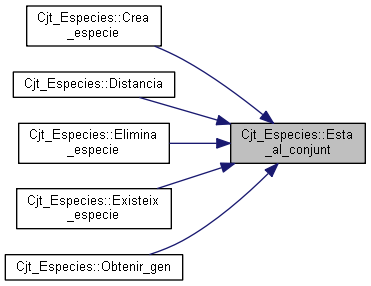 Cjt_Especies::Crea
_especie
Cjt_Especies::Distancia
Cjt_Especies::Elimina
_especie
Cjt_Especies::Esta
_al_conjunt
Cjt_Especies::Existeix
_especie
Cjt_Especies::Obtenir_gen